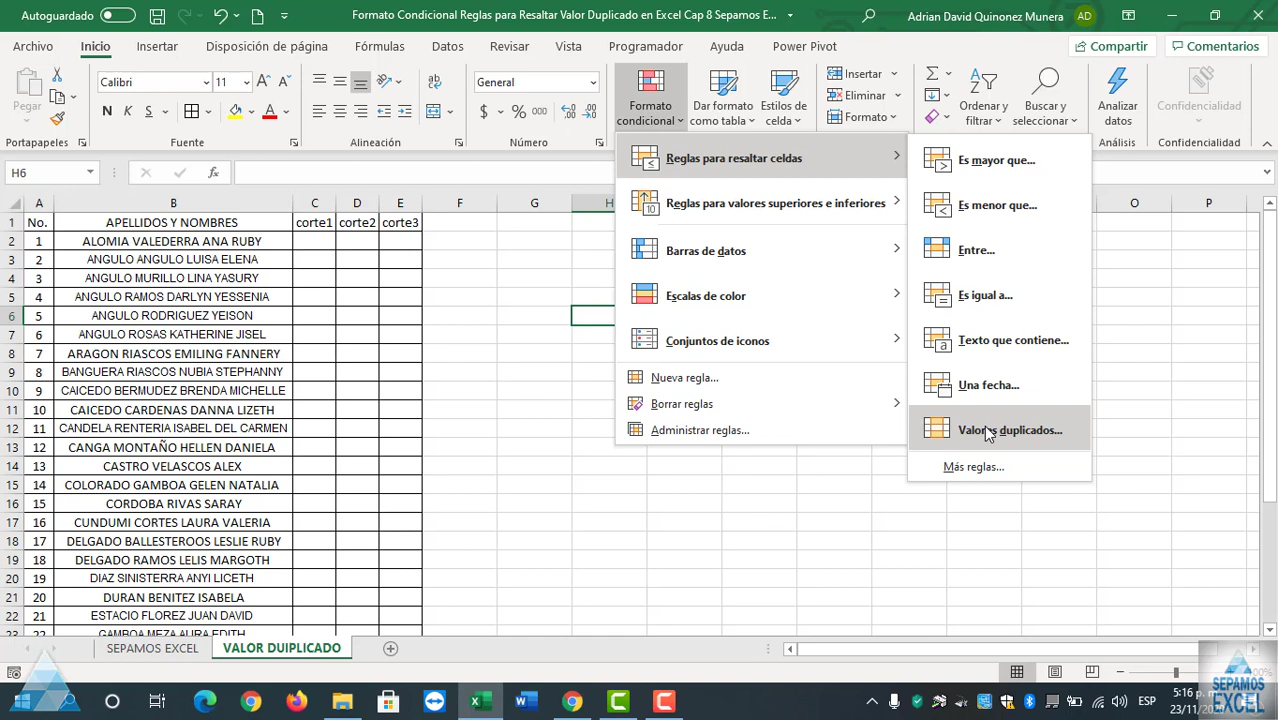 Autoguardado
Formato Condicional Reglas para Resaltar Valor Duplicado en Excel Cap 8 Sepamos E...
Adrian David Quinonez Munera
AD
Archivo
Inicio
Insertar
Disposición de página
Fórmulas
Datos
Revisar
Vista
Programador
Ayuda
Power Pivot
Compartir
Comentarios
Pegar
Calibri
11
N K S
General
$ % 000
Formato condicional
Dar formato como tabla
Estilos de celda
Insertar
Eliminar
Formato
Ordenar y filtrar
Buscar y seleccionar
Analizar datos
Confidencialidad
Portapapeles
Fuente
Alineación
Número
Análisis
Confidencialidad
H6
fx
Reglas para resaltar celdas
Reglas para valores superiores e inferiores
Barras de datos
Escalas de color
Conjuntos de iconos
Nueva regla...
Borrar reglas
Administrar reglas...
Es mayor que...
Es menor que...
Entre...
Es igual a...
Texto que contiene...
Una fecha...
Valores duplicados...
Más reglas...
A B C D E F G H O P
1 No. APELLIDOS Y NOMBRES corte1 corte2 corte3
2 1 ALOMIA VALEDERRA ANA RUBY
3 2 ANGULO ANGULO LUISA ELENA
4 3 ANGULO MURILLO LINA YASURY
5 4 ANGULO RAMOS DARLYN YESSENIA
6 5 ANGULO RODRIGUEZ YEISON
7 6 ANGULO ROSAS KATHERINE JISEL
8 7 ARAGON RIASCOS EMILING FANNERY
9 8 BANGUERA RIASCOS NUBIA STEPHANNY
10 9 CAICEDO BERMUDEZ BRENDA MICHELLE
11 10 CAICEDO CARDENAS DANNA LIZETH
12 11 CANDELA RENTERIA ISABEL DEL CARMEN
13 12 CANGA MONTAÑO HELLEN DANIELA
14 13 CASTRO VELASCOS ALEX
15 14 COLORADO GAMBOA GELEN NATALIA
16 15 CORDOBA RIVAS SARAY
17 16 CUNDUMI CORTES LAURA VALERIA
18 17 DELGADO BALLESTEROOS LESLIE RUBY
19 18 DELGADO RAMOS LELIS MARGOTH
20 19 DIAZ SINISTERRA ANYI LICETH
21 20 DURAN BENITEZ ISABELA
22 21 ESTACIO FLOREZ JUAN DAVID
23 22 GAMBOA MEZA AURA EDITH
SEPAMOS EXCEL
VALOR DUIPLICADO
ESP
5:16 p. m.
23/11/20
SEPAMOS
EXCEL